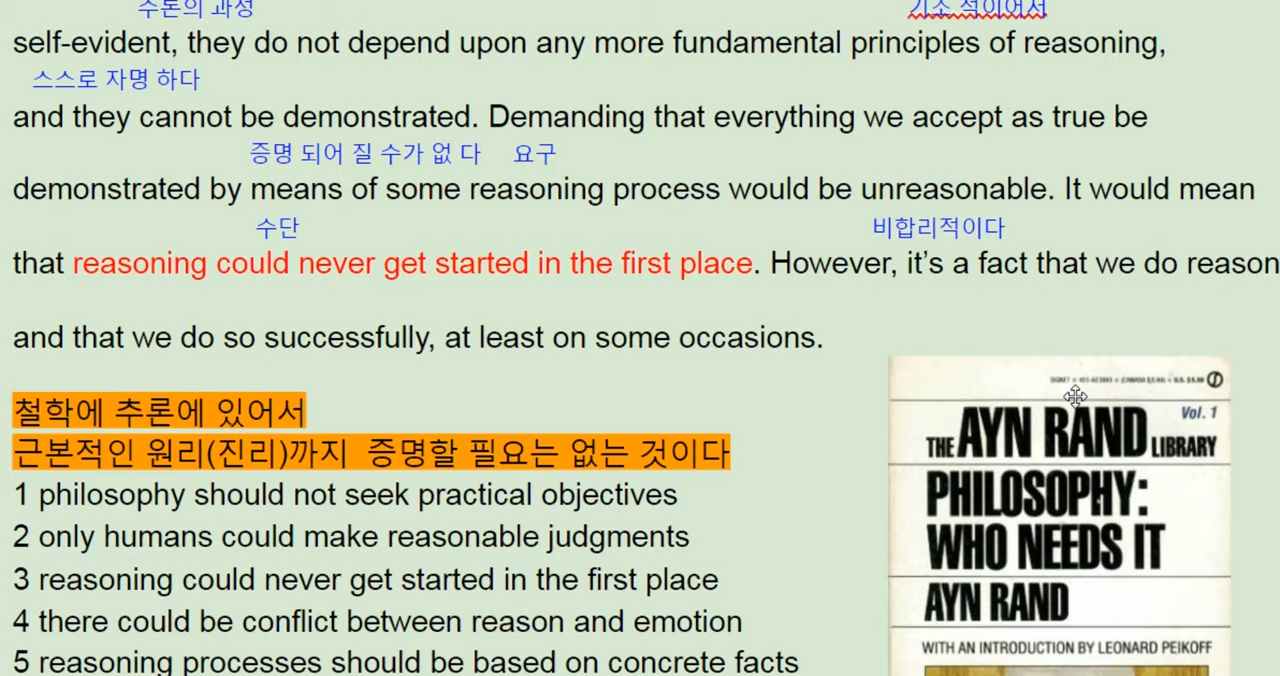 추론의 과정 기초 적이어서
self-evident, they do not depend upon any more fundamental principles of reasoning,
스스로 자명 하다
and they cannot be demonstrated. Demanding that everything we accept as true be
증명 되어 질 수가 없 다 요구
demonstrated by means of some reasoning process would be unreasonable. It would mean
수단 비합리적이다
that reasoning could never get started in the first place. However, it's a fact that we do reason
and that we do so successfully, at least on some occasions.
철학에 추론에 있어서
근본적인 원리(진리)까지 증명할 필요는 없는 것이다
1 philosophy should not seek practical objectives
2 only humans could make reasonable judgments
3 reasoning could never get started in the first place
4 there could be conflict between reason and emotion
5 reasoning processes should be based on concrete facts
Vol. 1
THE AYN RAND LIBRARY
PHILOSOPHY:
WHO NEEDS IT
AYN RAND
WITH AN INTRODUCTION BY LEONARD PEIKOFF